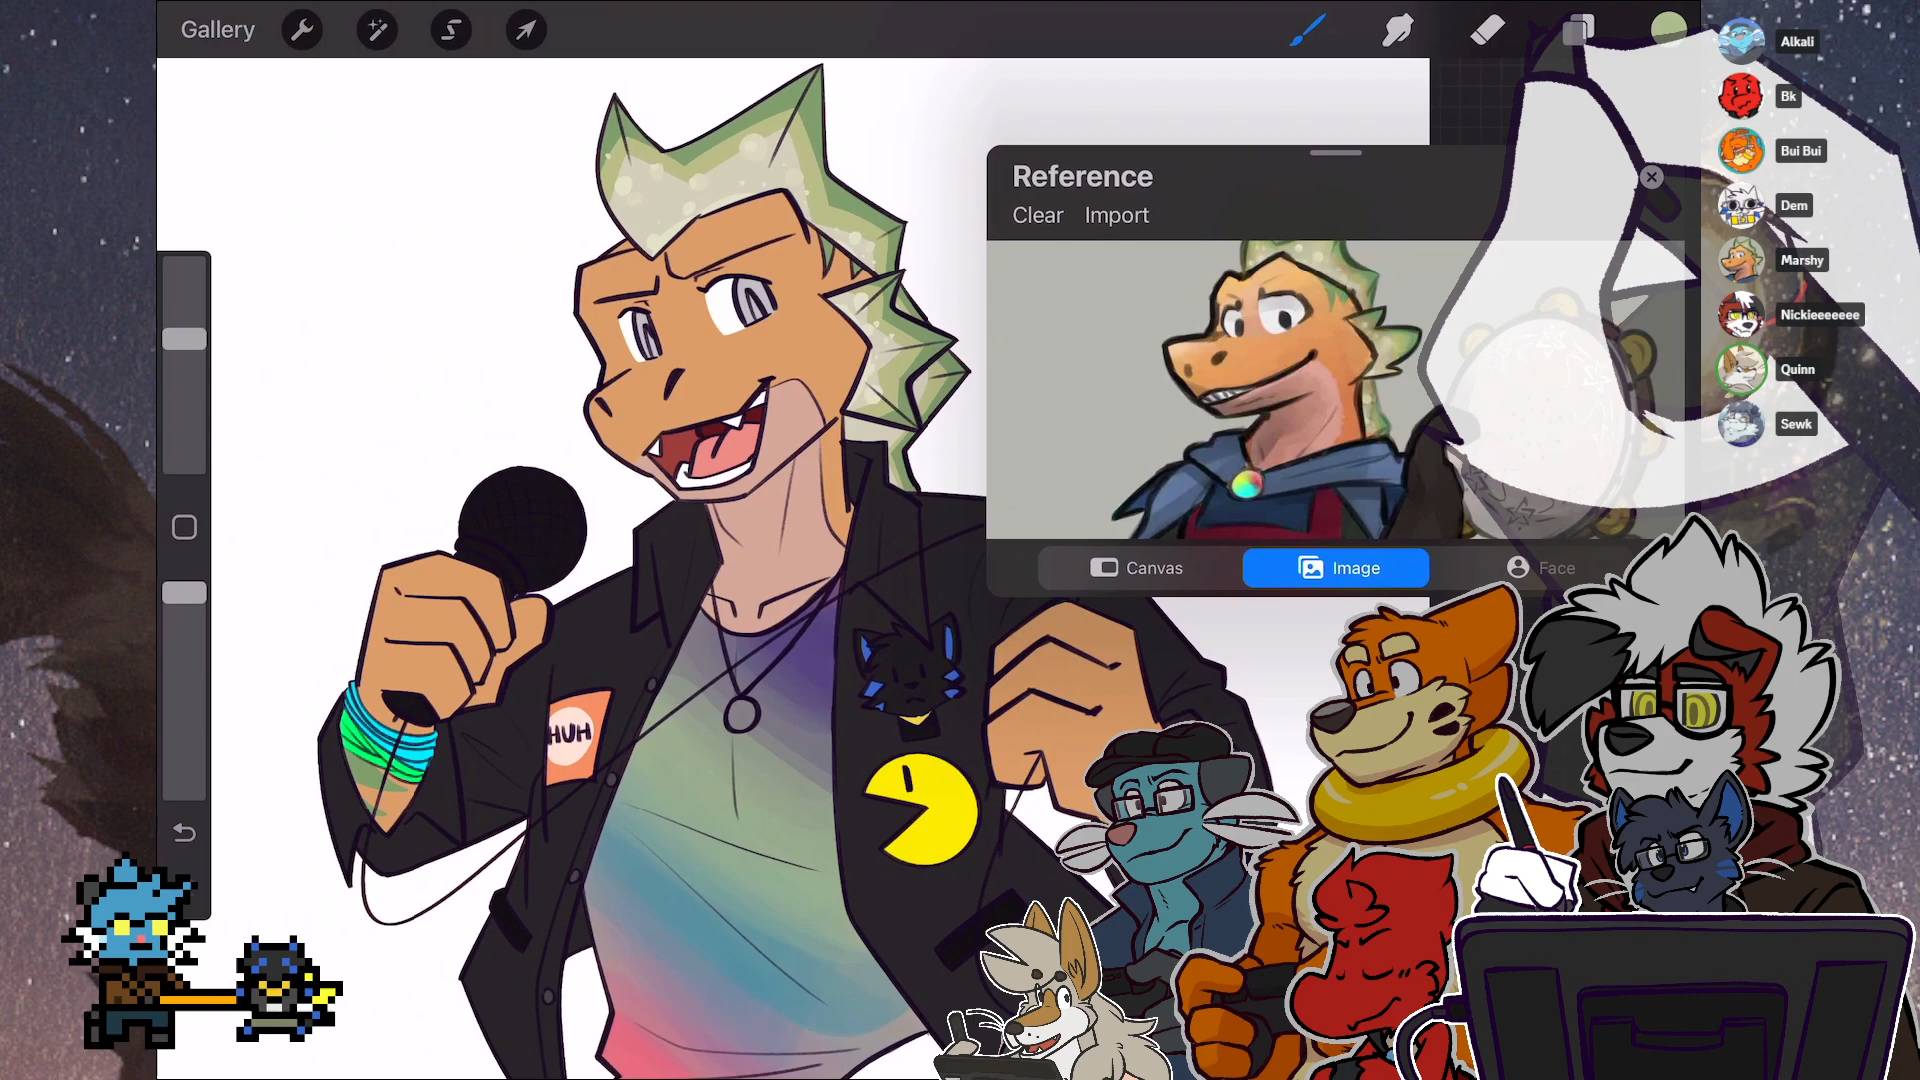 Gallery
Alkali
Bk
Bui Bui
Dem
Marshy
Nickieeeeeee
Quinn
Sewk
Reference
Clear Import
Canvas Image Face
HUH